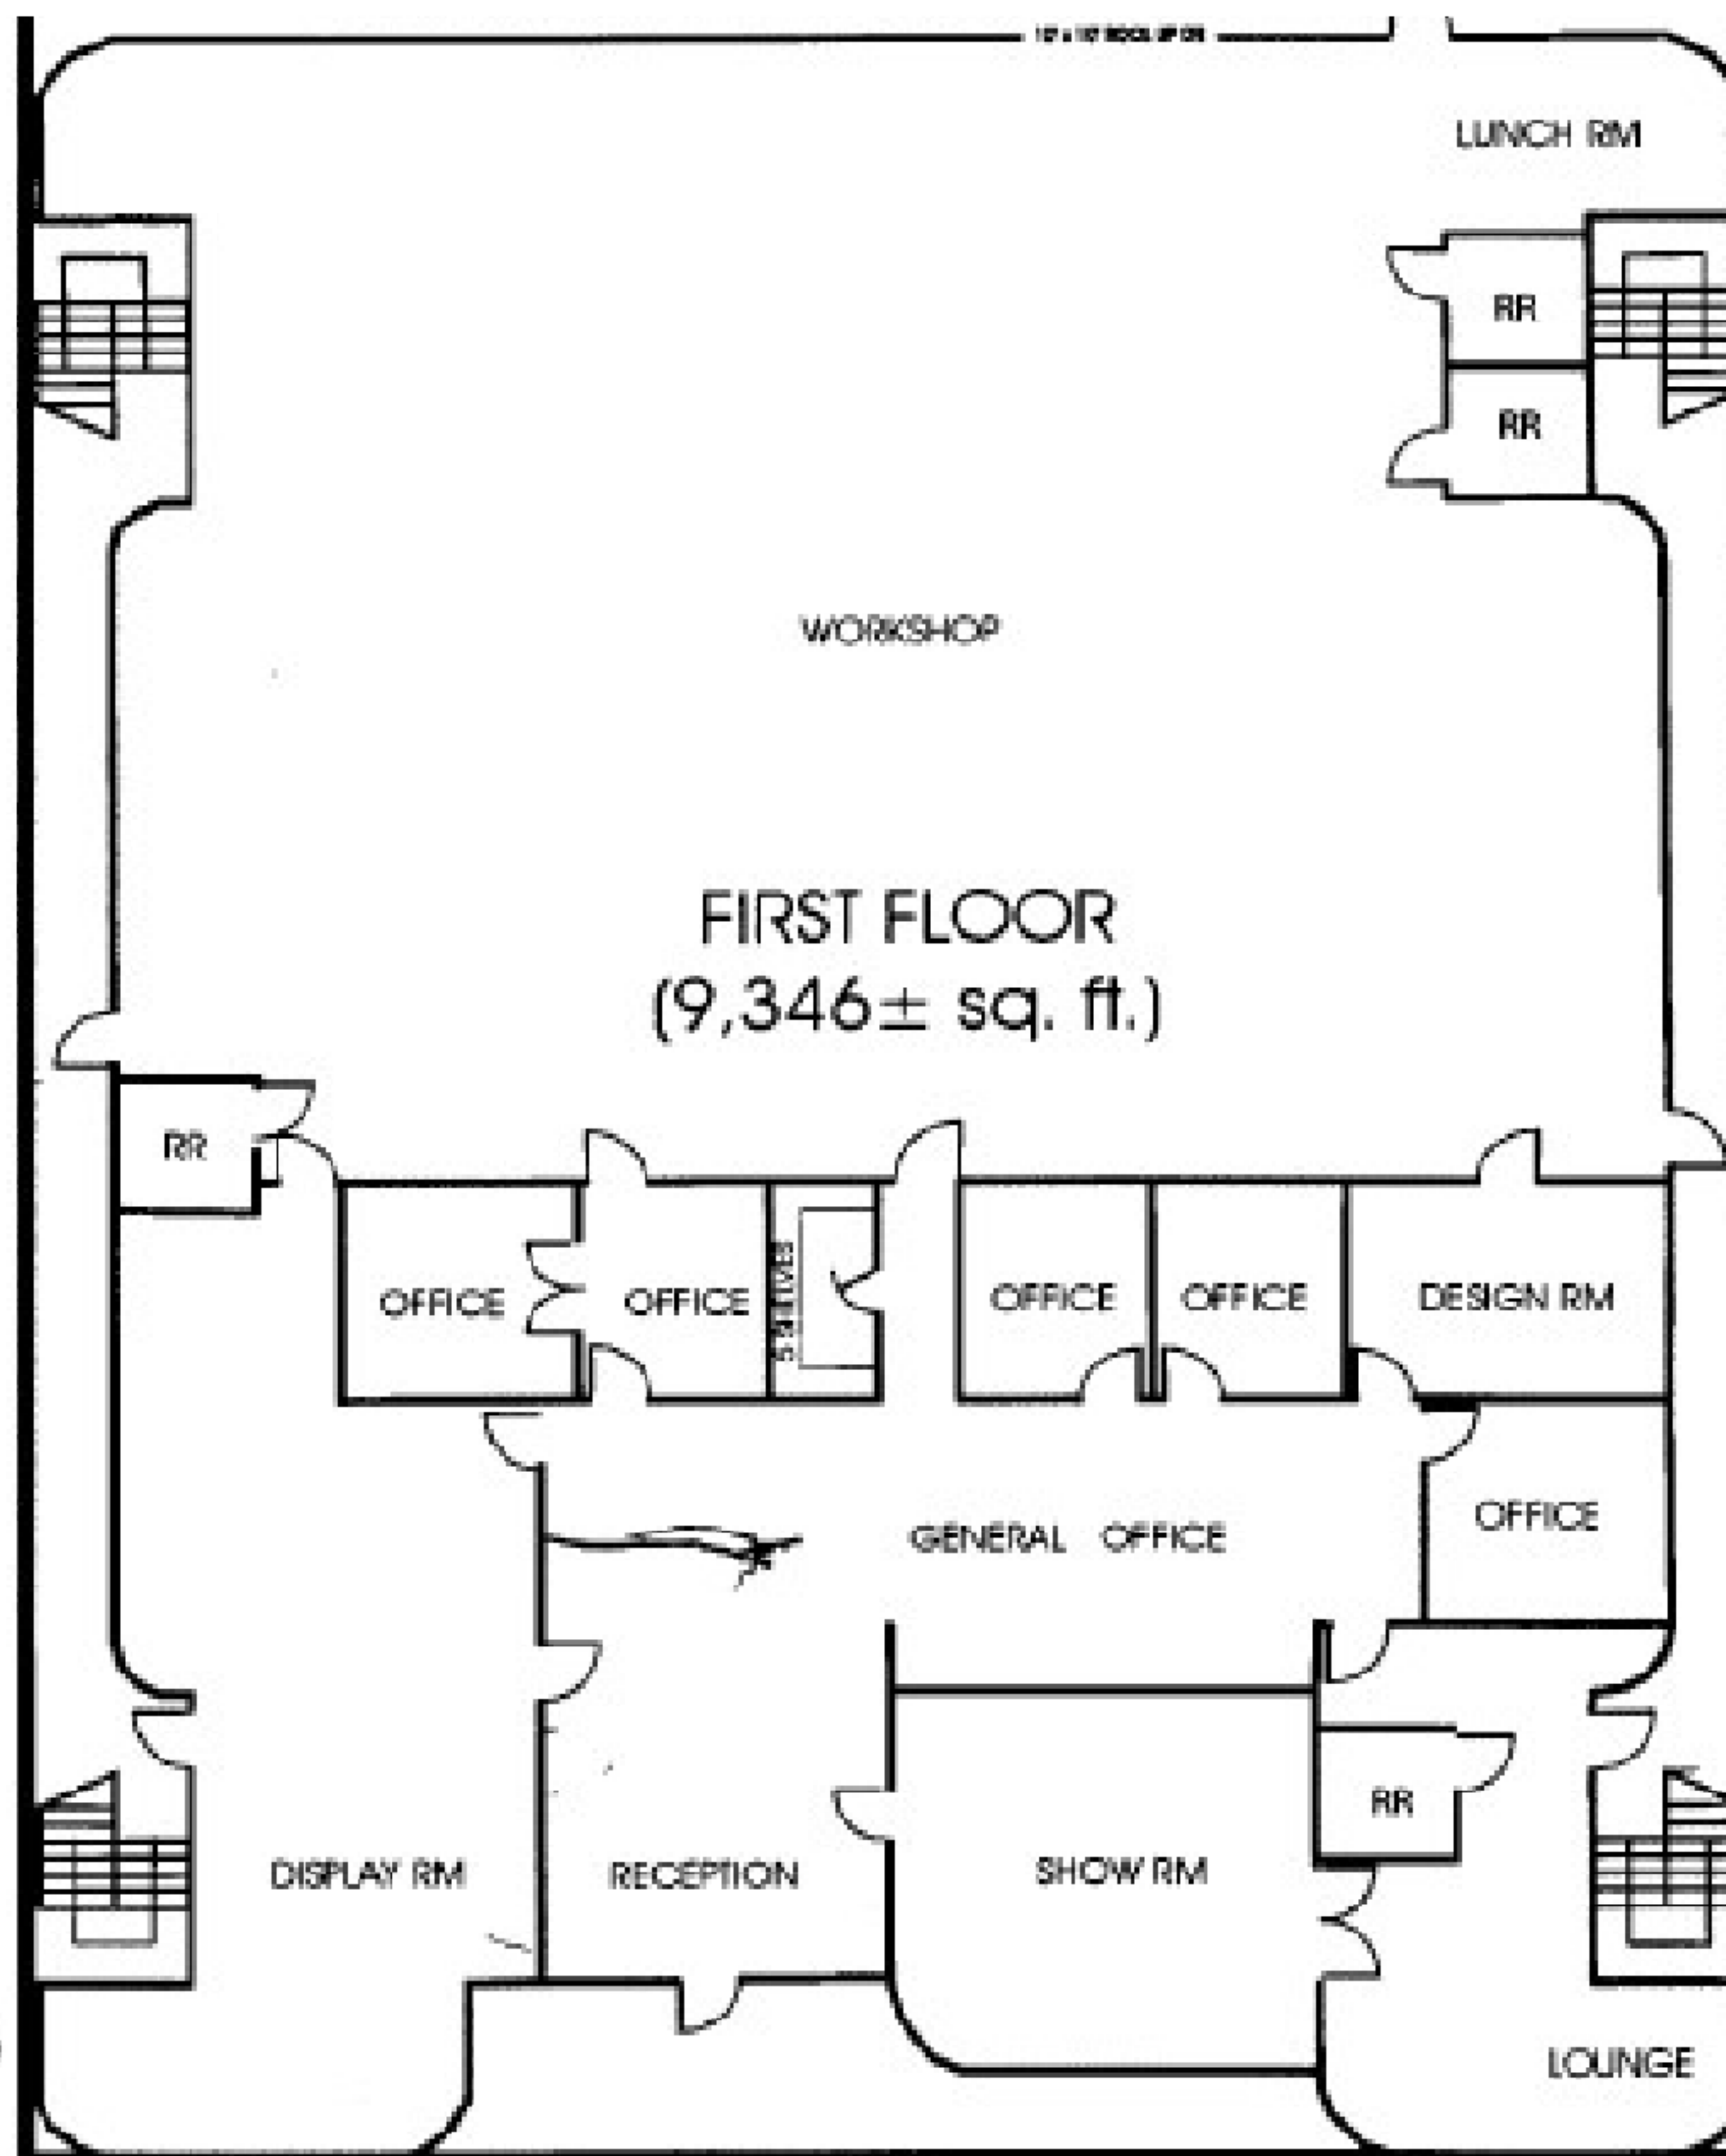 LUNCH RM
RR
RR
WORKSHOP
FIRST FLOOR
(9,346± sq. ft.)
RR
OFFICE
OFFICE
SHELVES
OFFICE
OFFICE
DESIGN RM
GENERAL OFFICE
OFFICE
RR
DISPLAY RM
RECEPTION
SHOW RM
LOUNGE